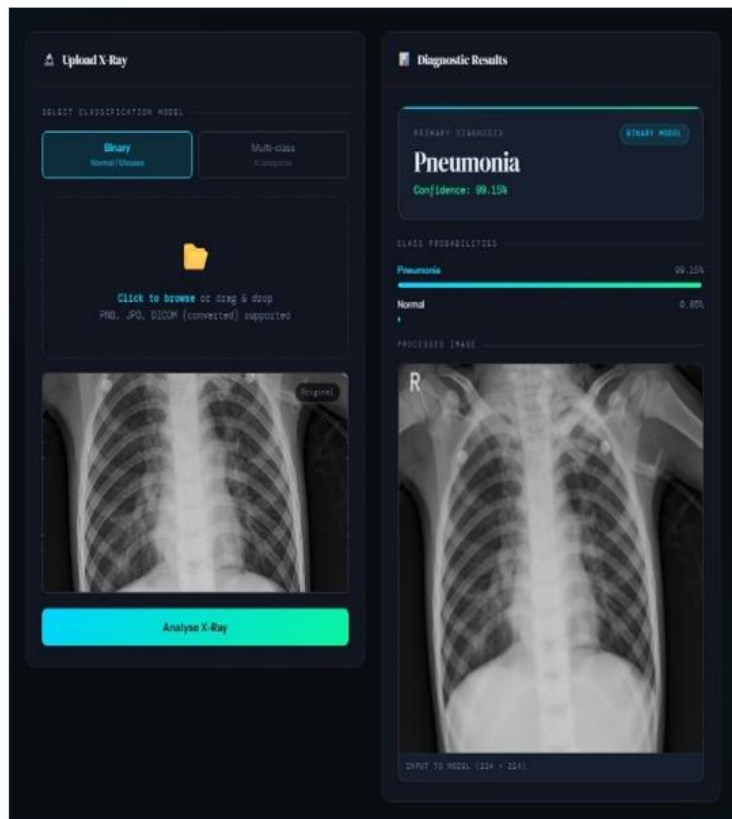 Upload X-Ray
SELECT CLASSIFICATION MODEL
Binary
Normal / Disease
Multi-class
Click to browse or drag & drop
PNG, JPG, DICOM (converted) supported
Original
Analyse X-Ray
Diagnostic Results
PRIMARY DIAGNOSIS
BINARY MODEL
Pneumonia
Confidence: 99.15%
CLASS PROBABILITIES
Pneumonia
99.15%
Normal
0.85%
PROCESSED IMAGE
R
INPUT TO MODEL (224 × 224)